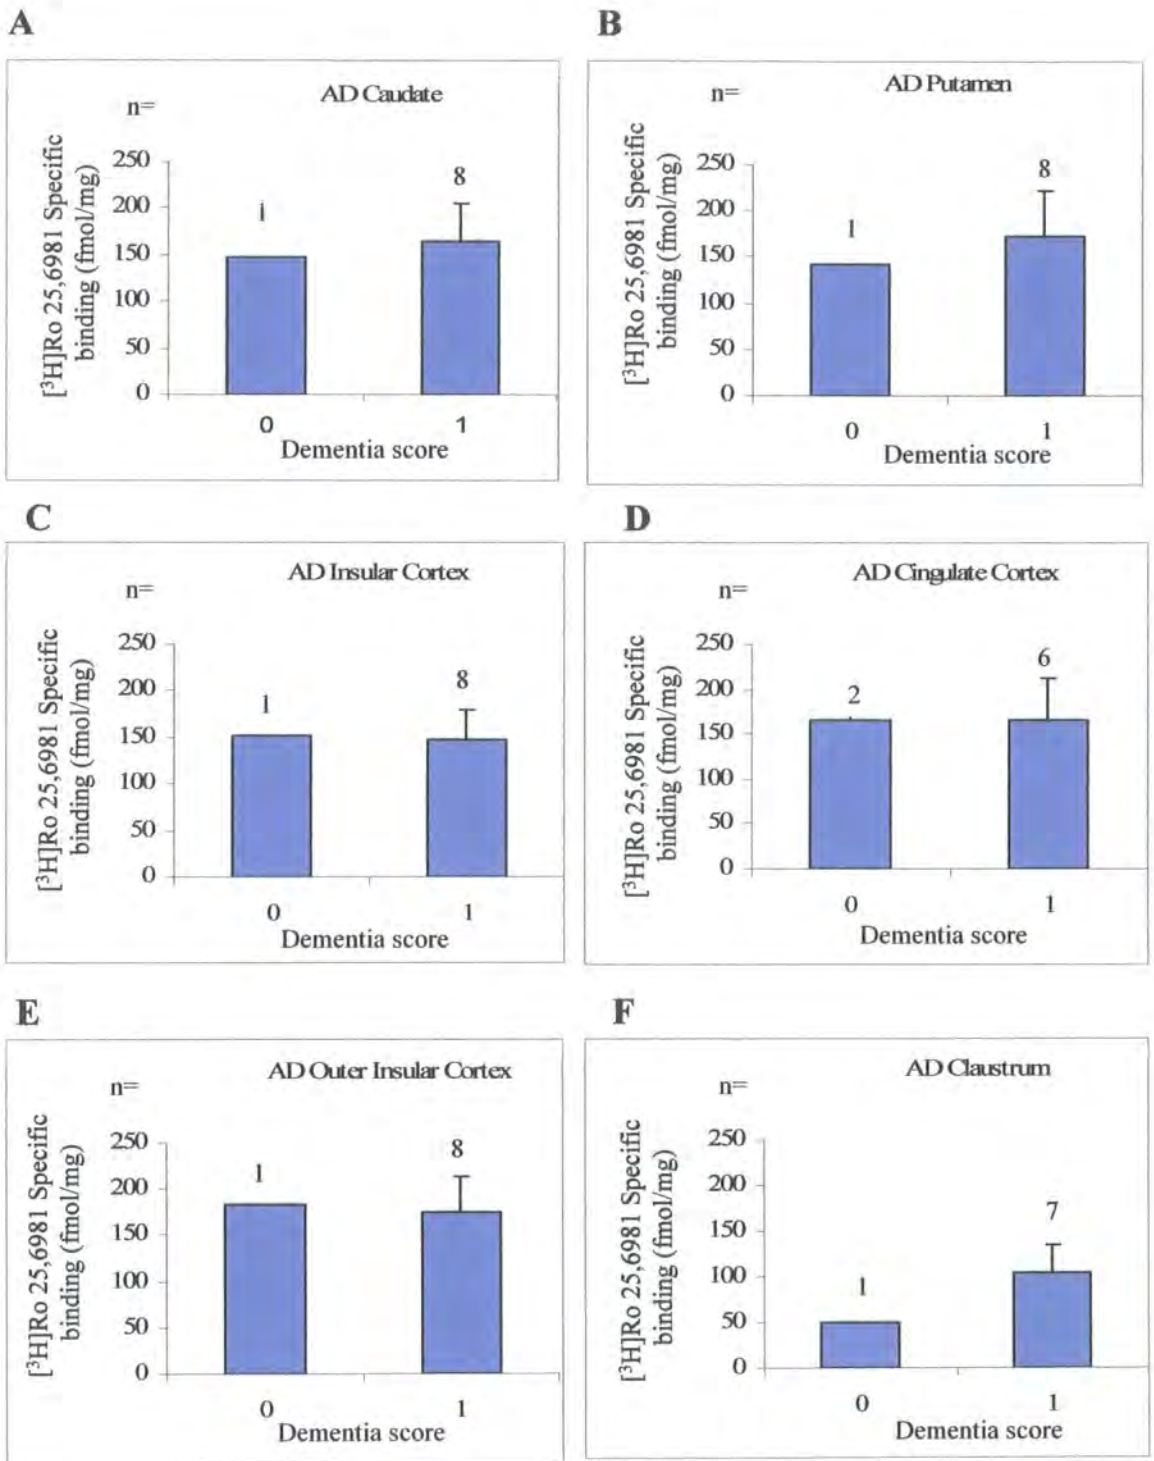 A
AD Caudate
n=
[³H]Ro 25,6981 Specific
binding (fmol/mg)
250
200
150
100
50
0
1
8
0
1
Dementia score
B
AD Putamen
n=
[³H]Ro 25,6981 Specific
binding (fmol/mg)
250
200
150
100
50
0
1
8
0
1
Dementia score
C
AD Insular Cortex
n=
[³H]Ro 25,6981 Specific
binding (fmol/mg)
250
200
150
100
50
0
1
8
0
1
Dementia score
D
AD Cingulate Cortex
n=
[³H]Ro 25,6981 Specific
binding (fmol/mg)
250
200
150
100
50
0
2
6
0
1
Dementia score
E
AD Outer Insular Cortex
n=
[³H]Ro 25,6981 Specific
binding (fmol/mg)
250
200
150
100
50
0
1
8
0
1
Dementia score
F
AD Claustrum
n=
[³H]Ro 25,6981 Specific
binding (fmol/mg)
250
200
150
100
50
0
1
7
0
1
Dementia score